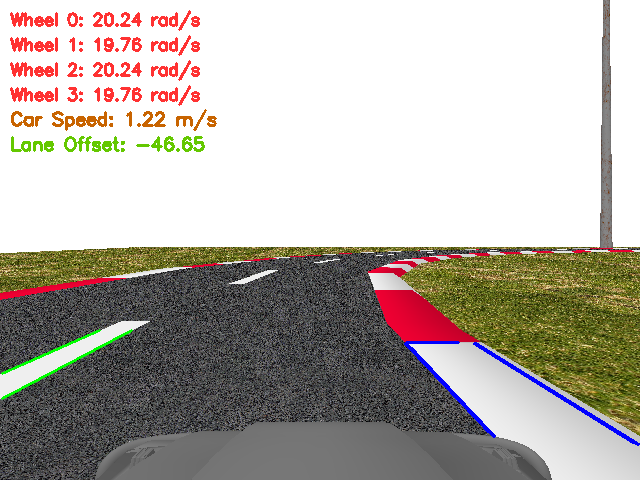 Wheel 0: 20.24 rad/s
Wheel 1: 19.76 rad/s
Wheel 2: 20.24 rad/s
Wheel 3: 19.76 rad/s
Car Speed: 1.22 m/s
Lane Offset: -46.65